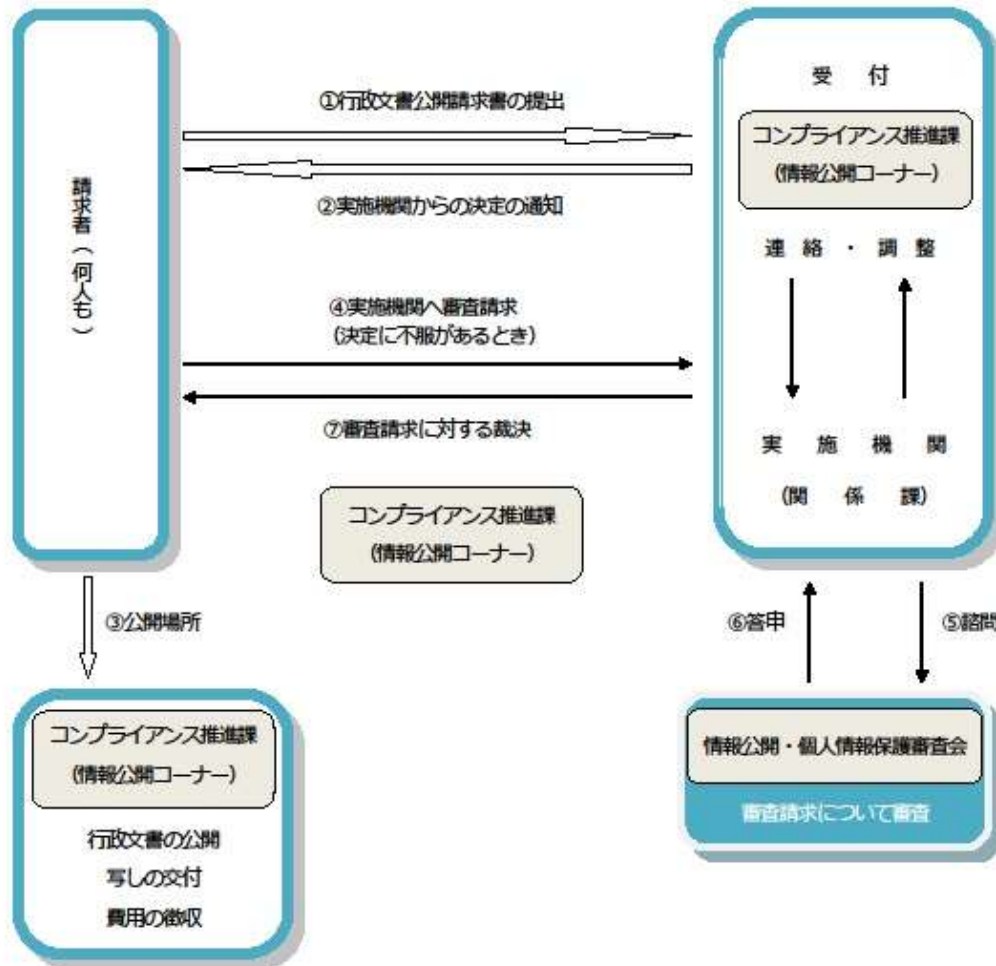 請求者(何人も)
①行政文書公開請求書の提出
②実施機関からの決定の通知
④実施機関へ審査請求
(決定に不服があるとき)
⑦審査請求に対する裁決
コンプライアンス推進課
(情報公開コーナー)
受付
コンプライアンス推進課
(情報公開コーナー)
連絡・調整
実施機関
(関係課)
③公開場所
⑥答申
⑤諮問
コンプライアンス推進課
(情報公開コーナー)
行政文書の公開
写しの交付
費用の徴収
情報公開・個人情報保護審査会
審査請求について審査